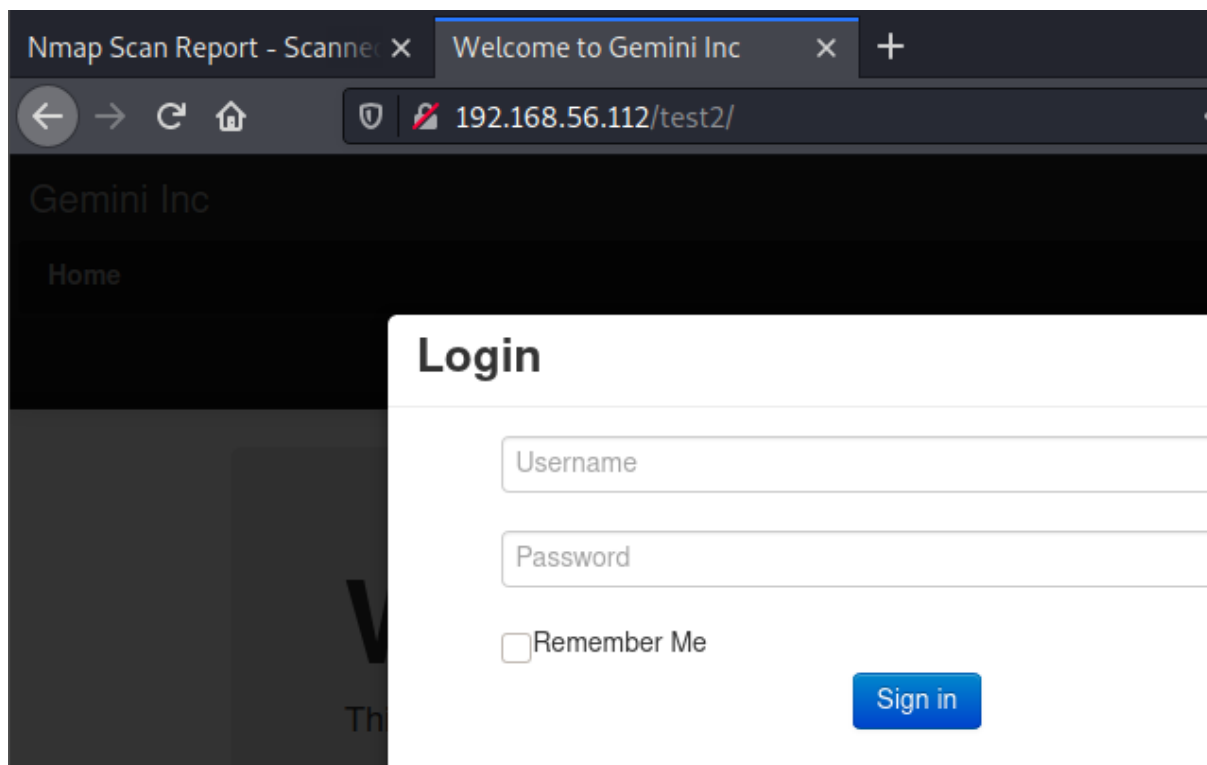 Nmap Scan Report - Scanne
Welcome to Gemini Inc
192.168.56.112/test2/
Gemini Inc
Home
Login
Username
Password
Remember Me
Sign in